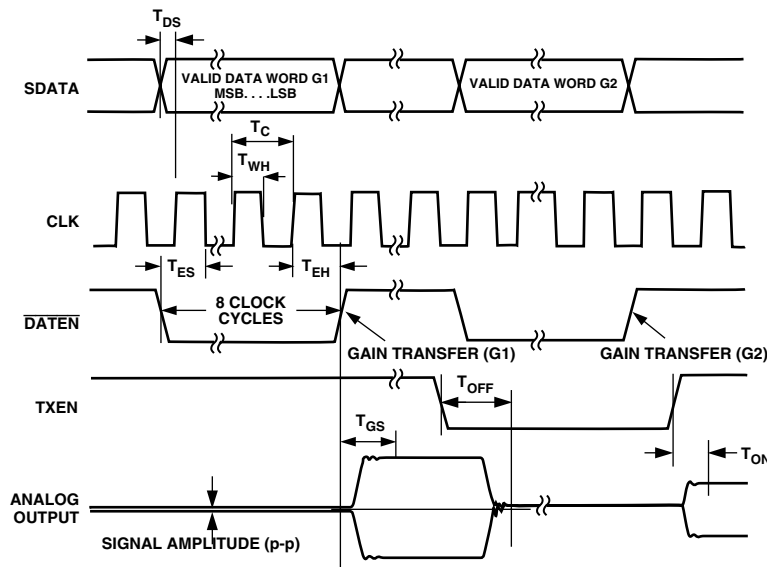 TDS
SDATA
VALID DATA WORD G1
MSB. . . .LSB
VALID DATA WORD G2
TC
TWH
CLK
TES
TEH
DATEN
8 CLOCK
CYCLES
GAIN TRANSFER (G1)
GAIN TRANSFER (G2)
TXEN
TOFF
TGS
TON
ANALOG
OUTPUT
SIGNAL AMPLITUDE (p-p)